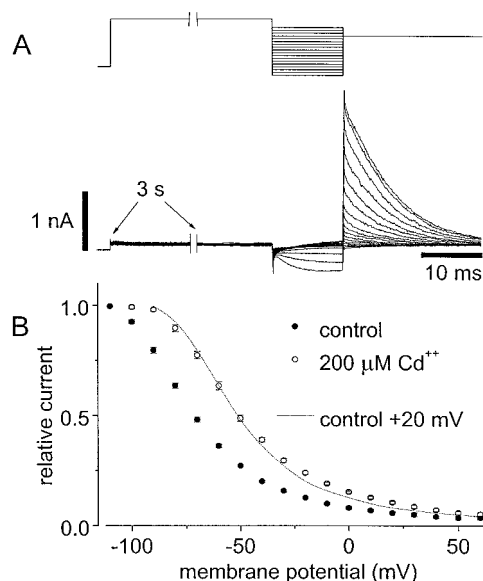 A
3 s
1 nA
10 ms
B
control
200 µM Cd++
control +20 mV
relative current
1.0
0.5
0.0
-100
-50
0
50
membrane potential (mV)